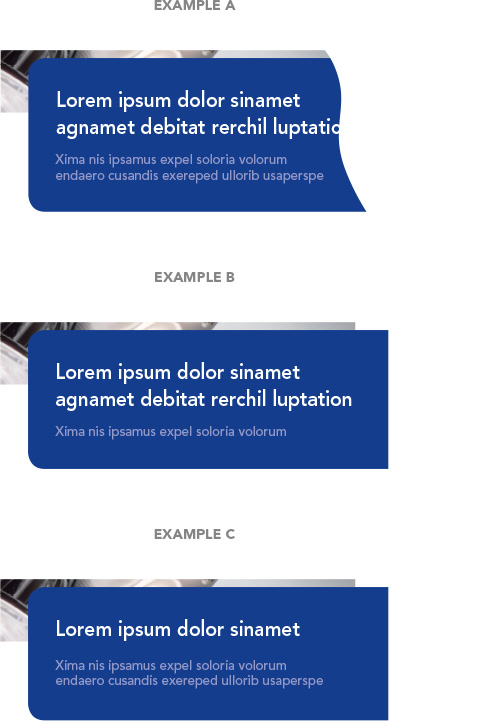 EXAMPLE A
Lorem ipsum dolor sinamet
agnamet debitat rerchil luptatio
Xima nis ipsamus expel soloria volorum
endaero cusandis exereped ullorib usaperspe
EXAMPLE B
Lorem ipsum dolor sinamet
agnamet debitat rerchil luptation
Xima nis ipsamus expel soloria volorum
EXAMPLE C
Lorem ipsum dolor sinamet
Xima nis ipsamus expel soloria volorum
endaero cusandis exereped ullorib usaperspe